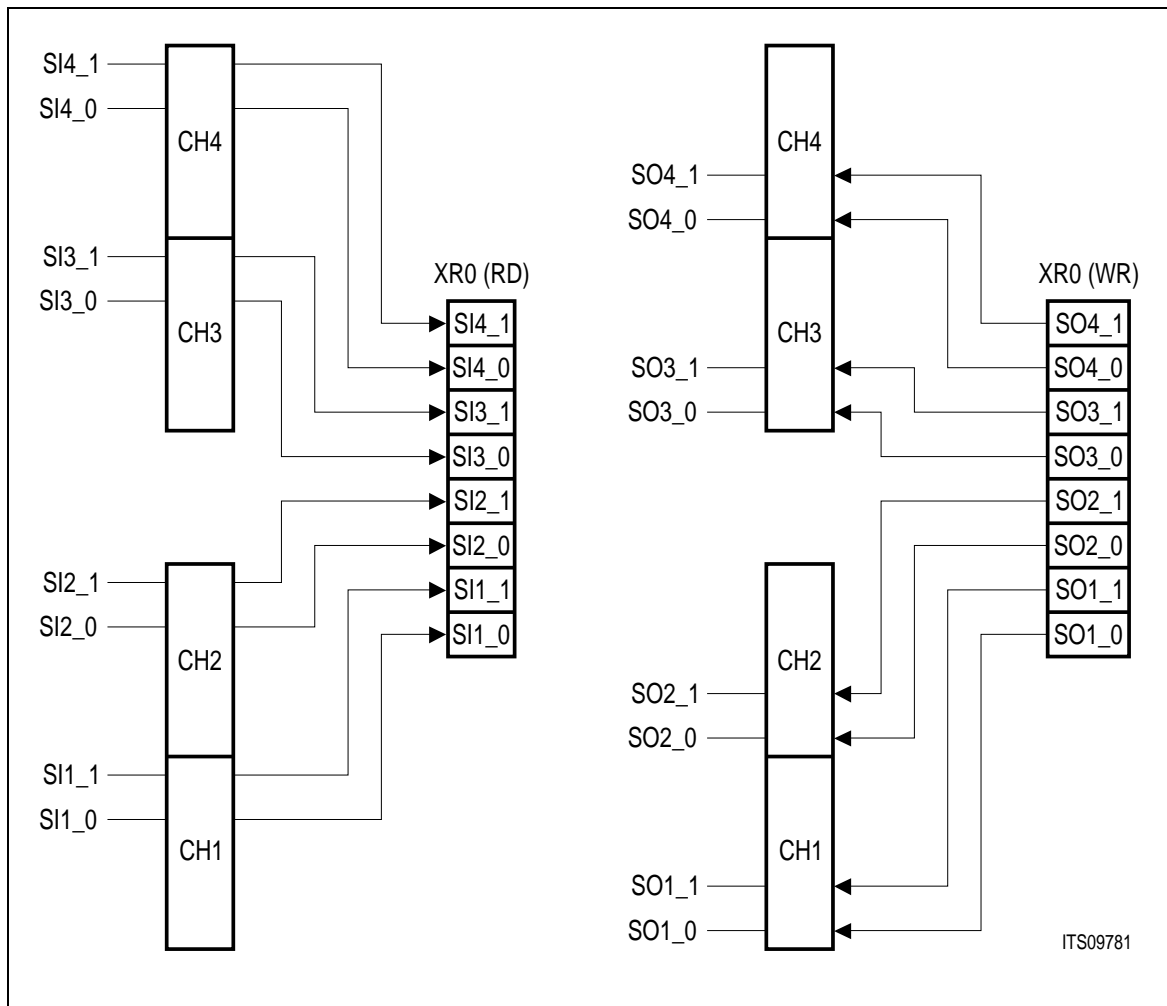 SI4_1
SI4_0
CH4
SI3_1
SI3_0
CH3
XR0 (RD)
SI4_1
SI4_0
SI3_1
SI3_0
SI2_1
SI2_0
SI1_1
SI1_0
SI2_1
SI2_0
CH2
SI1_1
SI1_0
CH1
CH4
SO4_1
SO4_0
CH3
SO3_1
SO3_0
XR0 (WR)
SO4_1
SO4_0
SO3_1
SO3_0
SO2_1
SO2_0
SO1_1
SO1_0
CH2
SO2_1
SO2_0
CH1
SO1_1
SO1_0
ITS09781